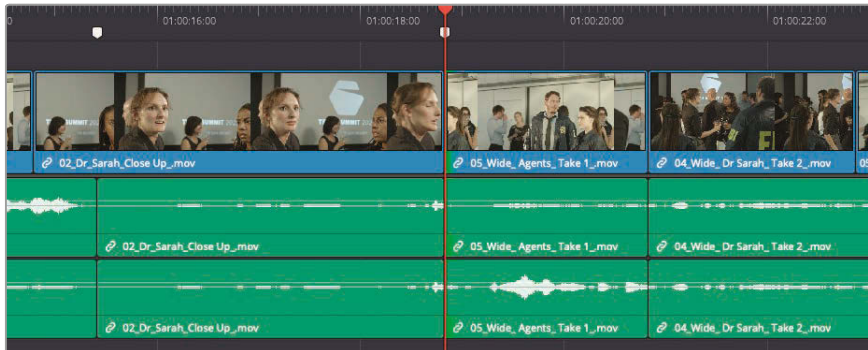 01:00:16:00
01:00:18:00
01:00:20:00
01:00:22:00
02_Dr_Sarah_Close Up_.mov
05_Wide_ Agents_ Take 1_.mov
04_Wide_ Dr Sarah_ Take 2_.mov
02_Dr_Sarah_Close Up_.mov
05_Wide_ Agents_ Take 1_.mov
04_Wide_ Dr Sarah_ Take 2_.mov
02_Dr_Sarah_Close Up_.mov
05_Wide_ Agents_ Take 1_.mov
04_Wide_ Dr Sarah_ Take 2_.mov